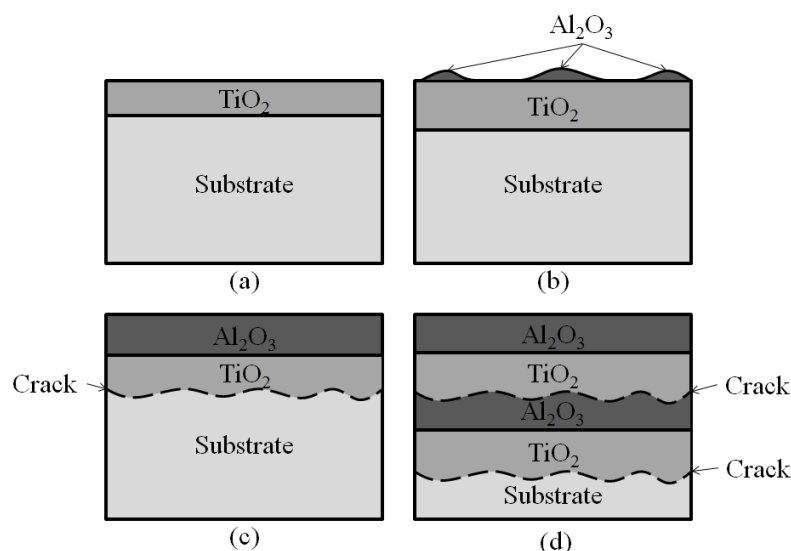 Al₂O₃
TiO₂
TiO₂
Substrate
Substrate
(a)
(b)
Al₂O₃
Al₂O₃
Crack
TiO₂
TiO₂
Crack
Al₂O₃
Substrate
TiO₂
Crack
Substrate
(c)
(d)